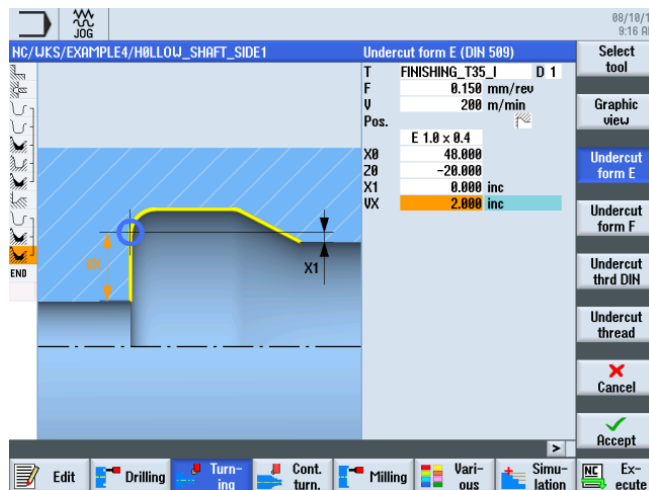 JOG
08/10/1
9:16 A
NC/WKS/EXAMPLE4/HOLLOW_SHAFT_SIDE1
Undercut form E (DIN 509)
T FINISHING_T35_I D 1
F 0.150 mm/rev
V 200 m/min
Pos.
E 1.0 x 0.4
X0 48.000
Z0 -20.000
X1 0.000 inc
VX 2.000 inc
VX
X1
END
Select
tool
Graphic
view
Undercut
form E
Undercut
form F
Undercut
thrd DIN
Undercut
thread
Cancel
Accept
>
Edit
Drilling
Turn-
ing
Cont.
turn.
Milling
Vari-
ous
Simu-
lation
NC
Ex-
ecute